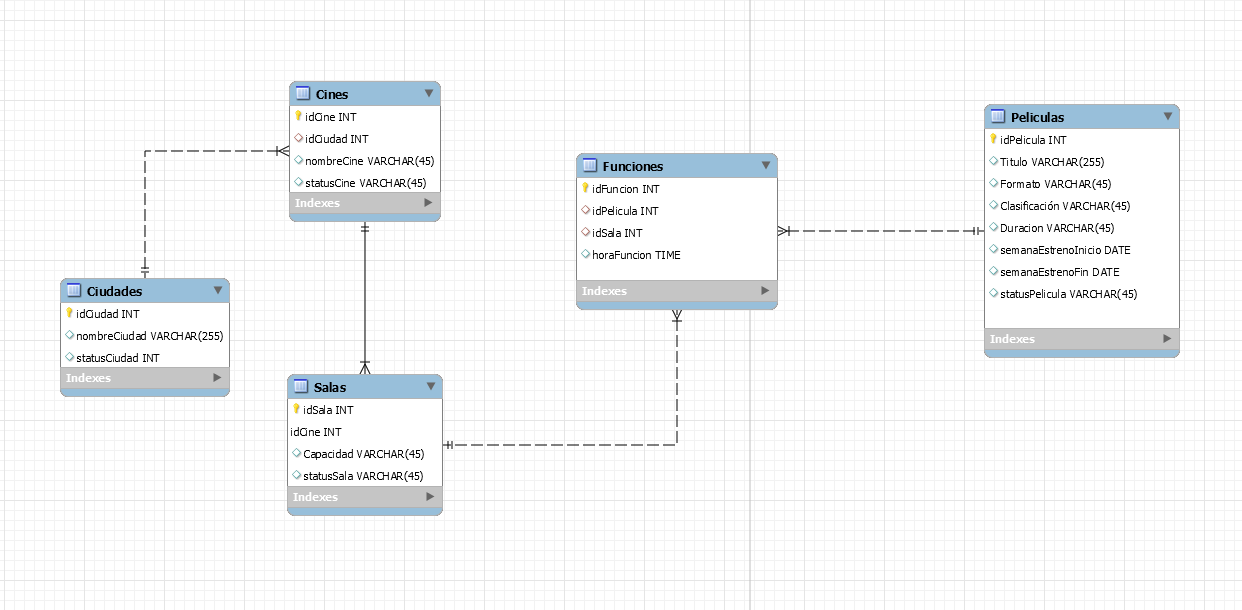 Cines
idCine INT
idCiudad INT
nombreCine VARCHAR(45)
statusCine VARCHAR(45)
Indexes
Ciudades
idCiudad INT
nombreCiudad VARCHAR(255)
statusCiudad INT
Indexes
Salas
idSala INT
idCine INT
Capacidad VARCHAR(45)
statusSala VARCHAR(45)
Indexes
Funciones
idFuncion INT
idPelicula INT
idSala INT
horaFuncion TIME
Indexes
Peliculas
idPelicula INT
Titulo VARCHAR(255)
Formato VARCHAR(45)
Clasificación VARCHAR(45)
Duracion VARCHAR(45)
semanaEstrenoInicio DATE
semanaEstrenoFin DATE
statusPelicula VARCHAR(45)
Indexes